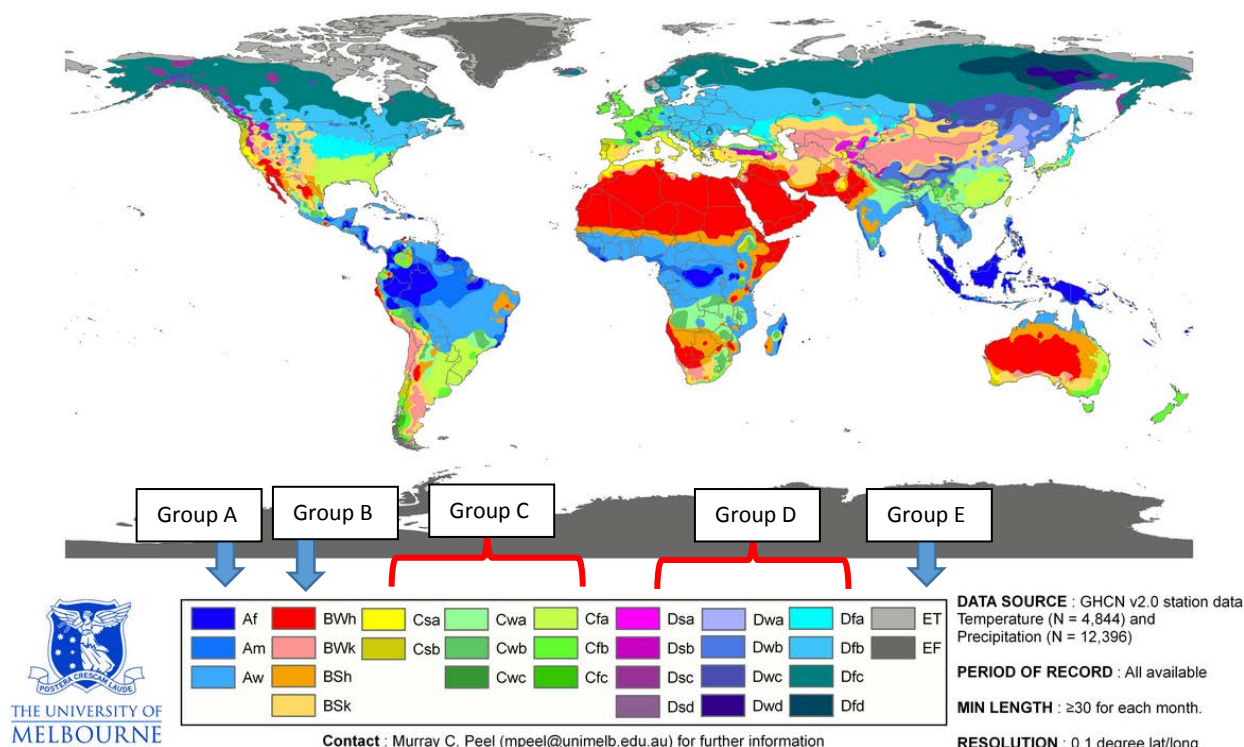 Group A
Group B
Group C
Group D
Group E
Af
Am
Aw
BWh
BWk
BSh
BSk
Csa
Csb
Cwa
Cwb
Cwc
Cfa
Cfb
Cfc
Dsa
Dsb
Dsc
Dsd
Dwa
Dwb
Dwc
Dwd
Dfa
Dfb
Dfc
Dfd
ET
EF
POSTERA CRESCAM LAUDE
THE UNIVERSITY OF
MELBOURNE
DATA SOURCE : GHCN v2.0 station data
Temperature (N = 4,844) and
Precipitation (N = 12,396)
PERIOD OF RECORD : All available
MIN LENGTH : ≥30 for each month.
RESOLUTION : 0.1 degree lat/long
Contact : Murray C. Peel (mpeel@unimelb.edu.au) for further information